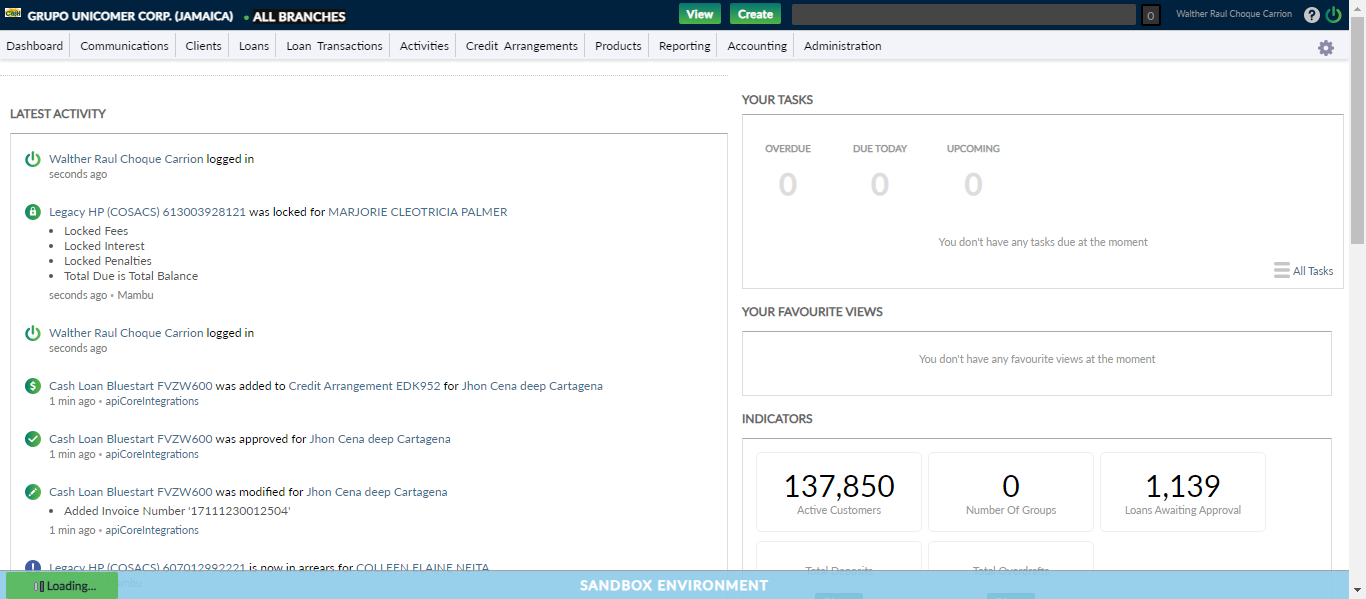 GRUPO UNICOMER CORP. (JAMAICA) • ALL BRANCHES
View Create 0 Walther Raul Choque Carrion ?
Dashboard Communications Clients Loans Loan Transactions Activities Credit Arrangements Products Reporting Accounting Administration
LATEST ACTIVITY
Walther Raul Choque Carrion logged in
seconds ago
Legacy HP (COSACS) 613003928121 was locked for MARJORIE CLEOTRICIA PALMER
• Locked Fees
• Locked Interest
• Locked Penalties
• Total Due is Total Balance
seconds ago • Mambu
Walther Raul Choque Carrion logged in
seconds ago
Cash Loan Bluestart FVZW600 was added to Credit Arrangement EDK952 for Jhon Cena deep Cartagena
1 min ago • apiCoreIntegrations
Cash Loan Bluestart FVZW600 was approved for Jhon Cena deep Cartagena
1 min ago • apiCoreIntegrations
Cash Loan Bluestart FVZW600 was modified for Jhon Cena deep Cartagena
• Added Invoice Number '17111230012504'
1 min ago • apiCoreIntegrations
Legacy HP (COSACS) 607012992221 is now in arrears for COLLEEN ELAINE NEITA
YOUR TASKS
OVERDUE DUE TODAY UPCOMING
0 0 0
You don't have any tasks due at the moment
All Tasks
YOUR FAVOURITE VIEWS
You don't have any favourite views at the moment
INDICATORS
137,850 0 1,139
Active Customers Number Of Groups Loans Awaiting Approval
Total Deposits Total Overdrafts
Loading... SANDBOX ENVIRONMENT